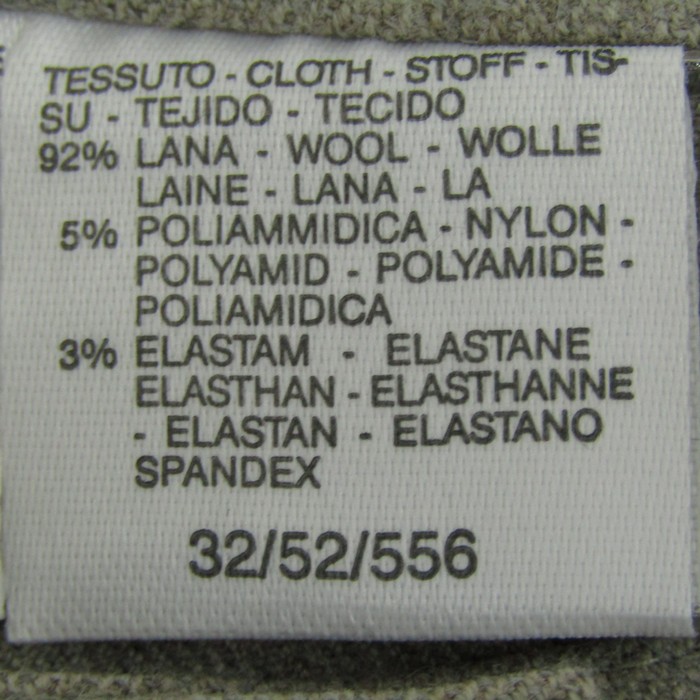 TESSUTO - CLOTH - STOFF - TIS-
SU - TEJIDO - TECIDO
92% LANA - WOOL - WOLLE
LAINE - LANA - LA
5% POLIAMMIDICA - NYLON -
POLYAMID - POLYAMIDE -
POLIAMIDICA
3% ELASTAM - ELASTANE
ELASTHAN - ELASTHANNE
- ELASTAN - ELASTANO
SPANDEX
32/52/556